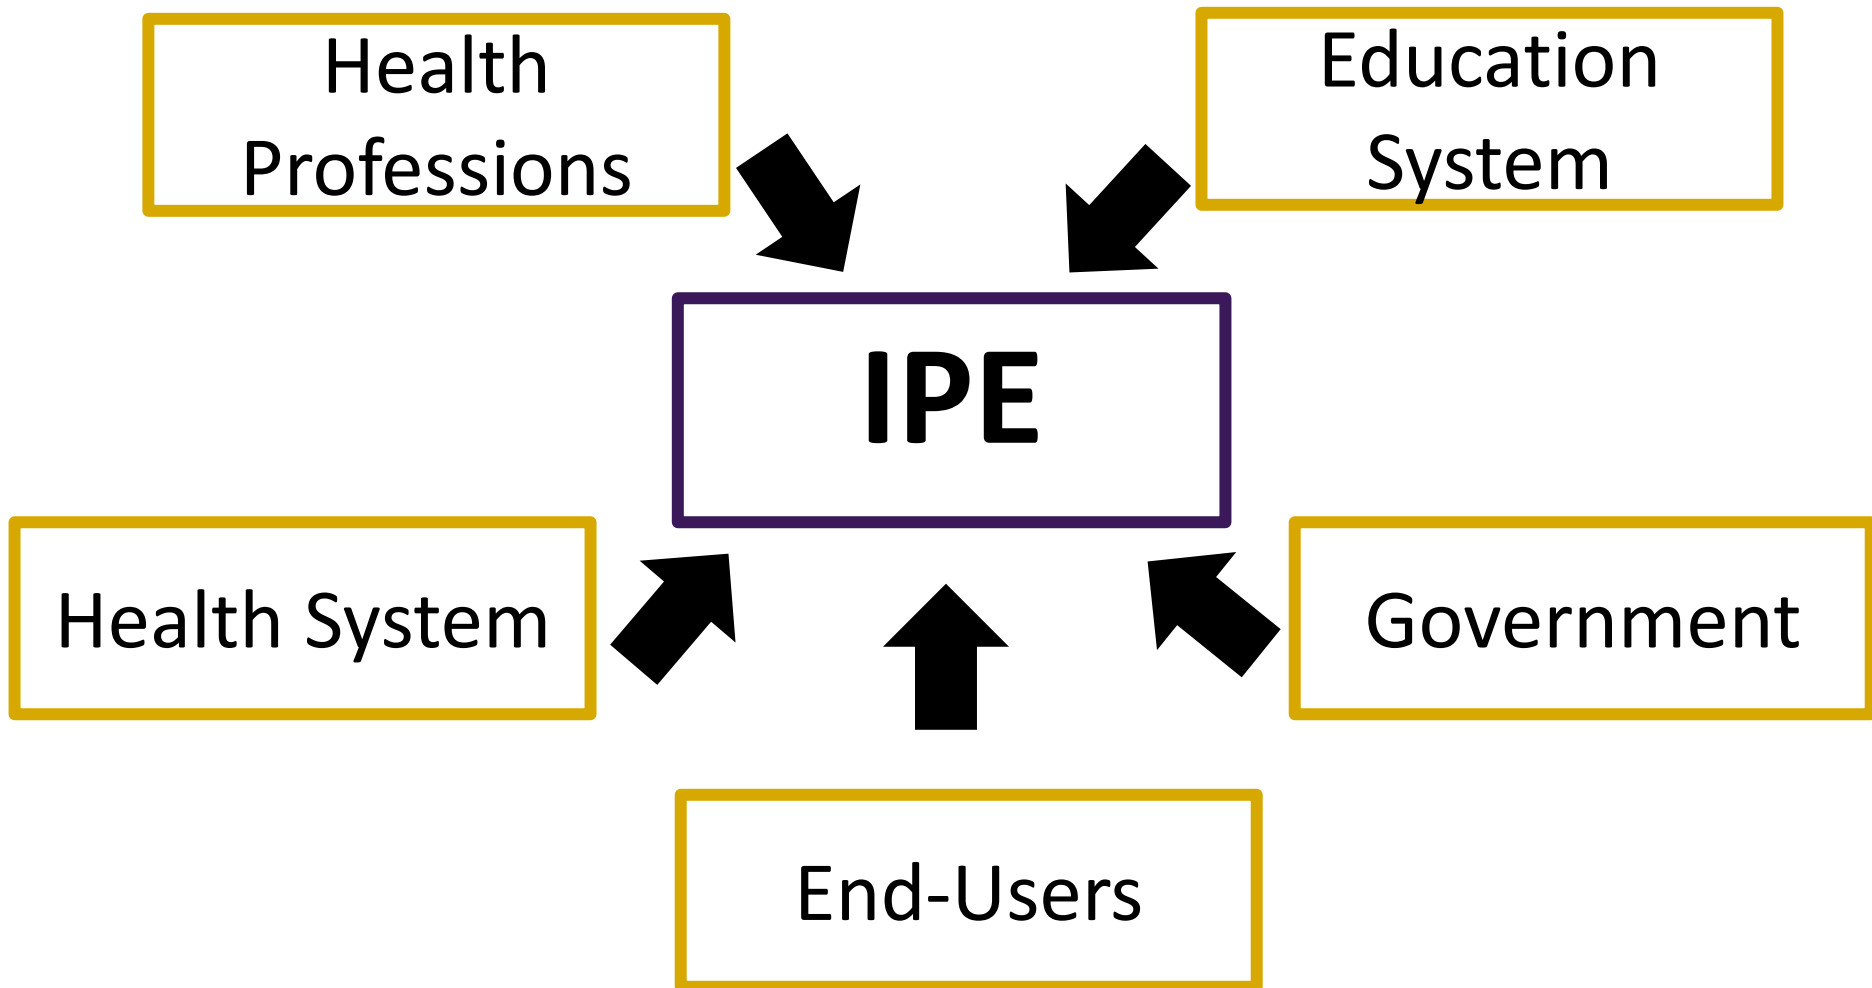 Health
Professions
Education
System
IPE
Health System
Government
End-Users